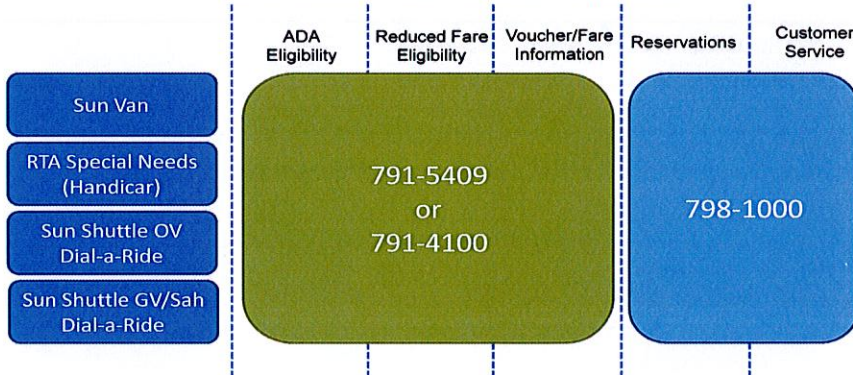 ADA
Eligibility
Reduced Fare
Eligibility
Voucher/Fare
Information
Reservations
Customer
Service
Sun Van
RTA Special Needs
(Handicar)
Sun Shuttle OV
Dial-a-Ride
Sun Shuttle GV/Sah
Dial-a-Ride
791-5409
or
791-4100
798-1000